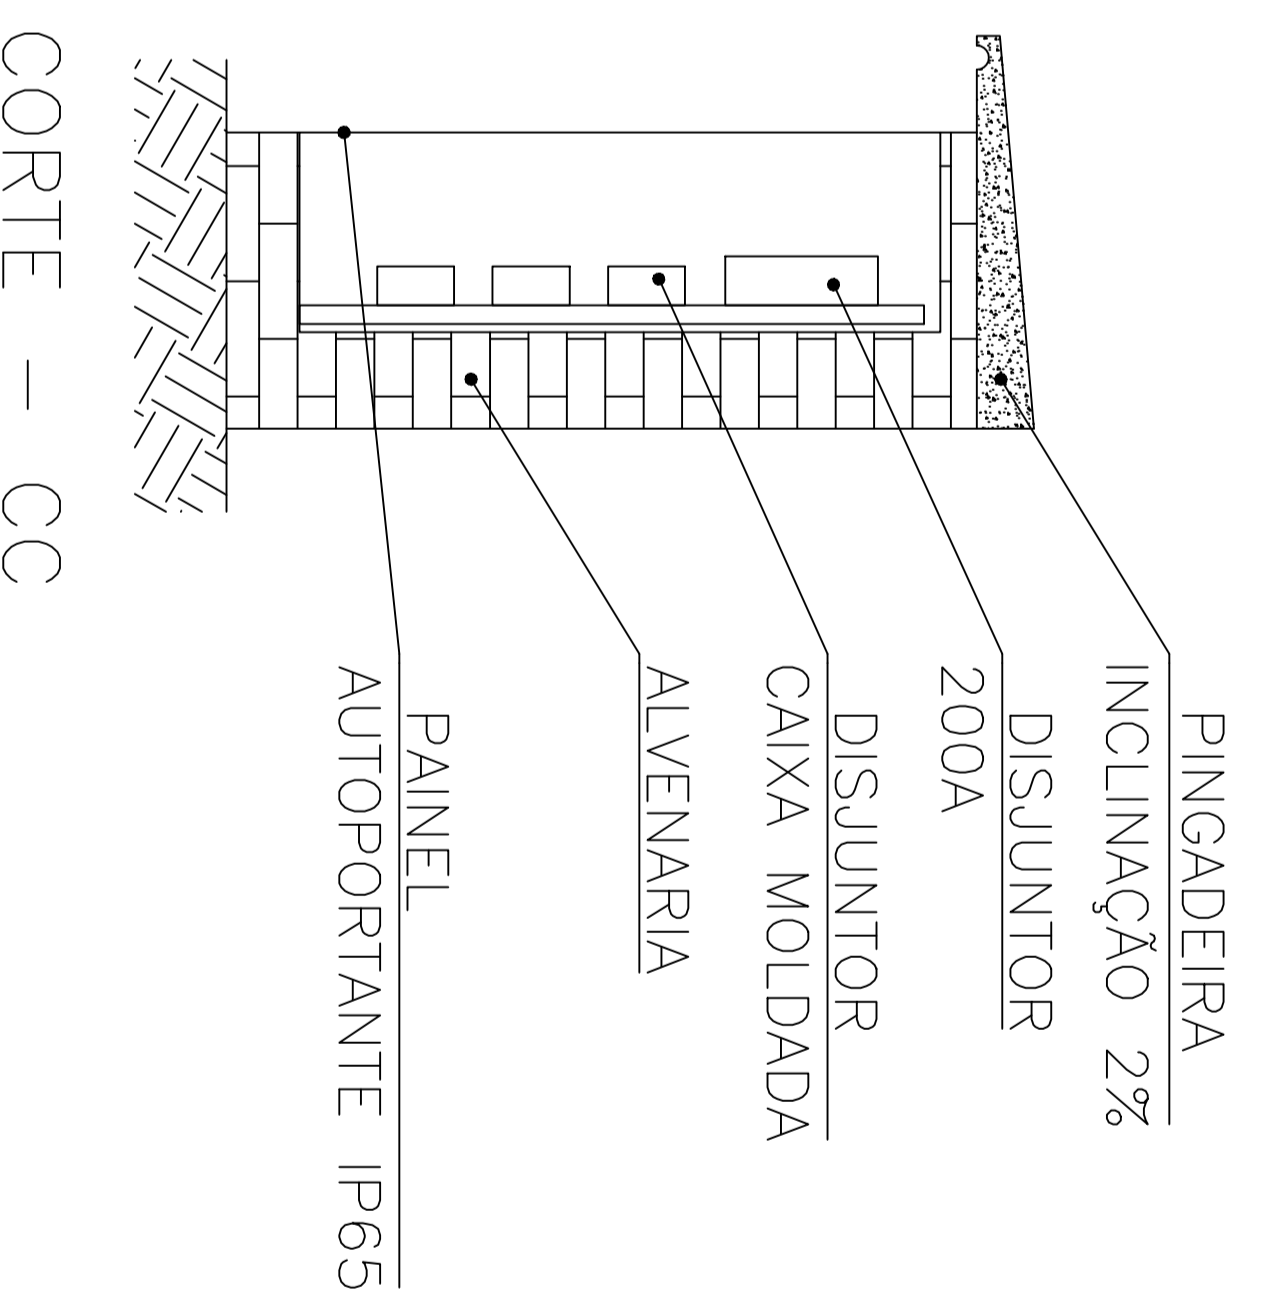 PINGADEIRA
INCLINAÇÃO 2%
DISJUNTOR
200A
DISJUNTOR
CAIXA MOLDADA
ALVENARIA
PAINEL
AUTOPORTANTE IP65
CORTE - CC